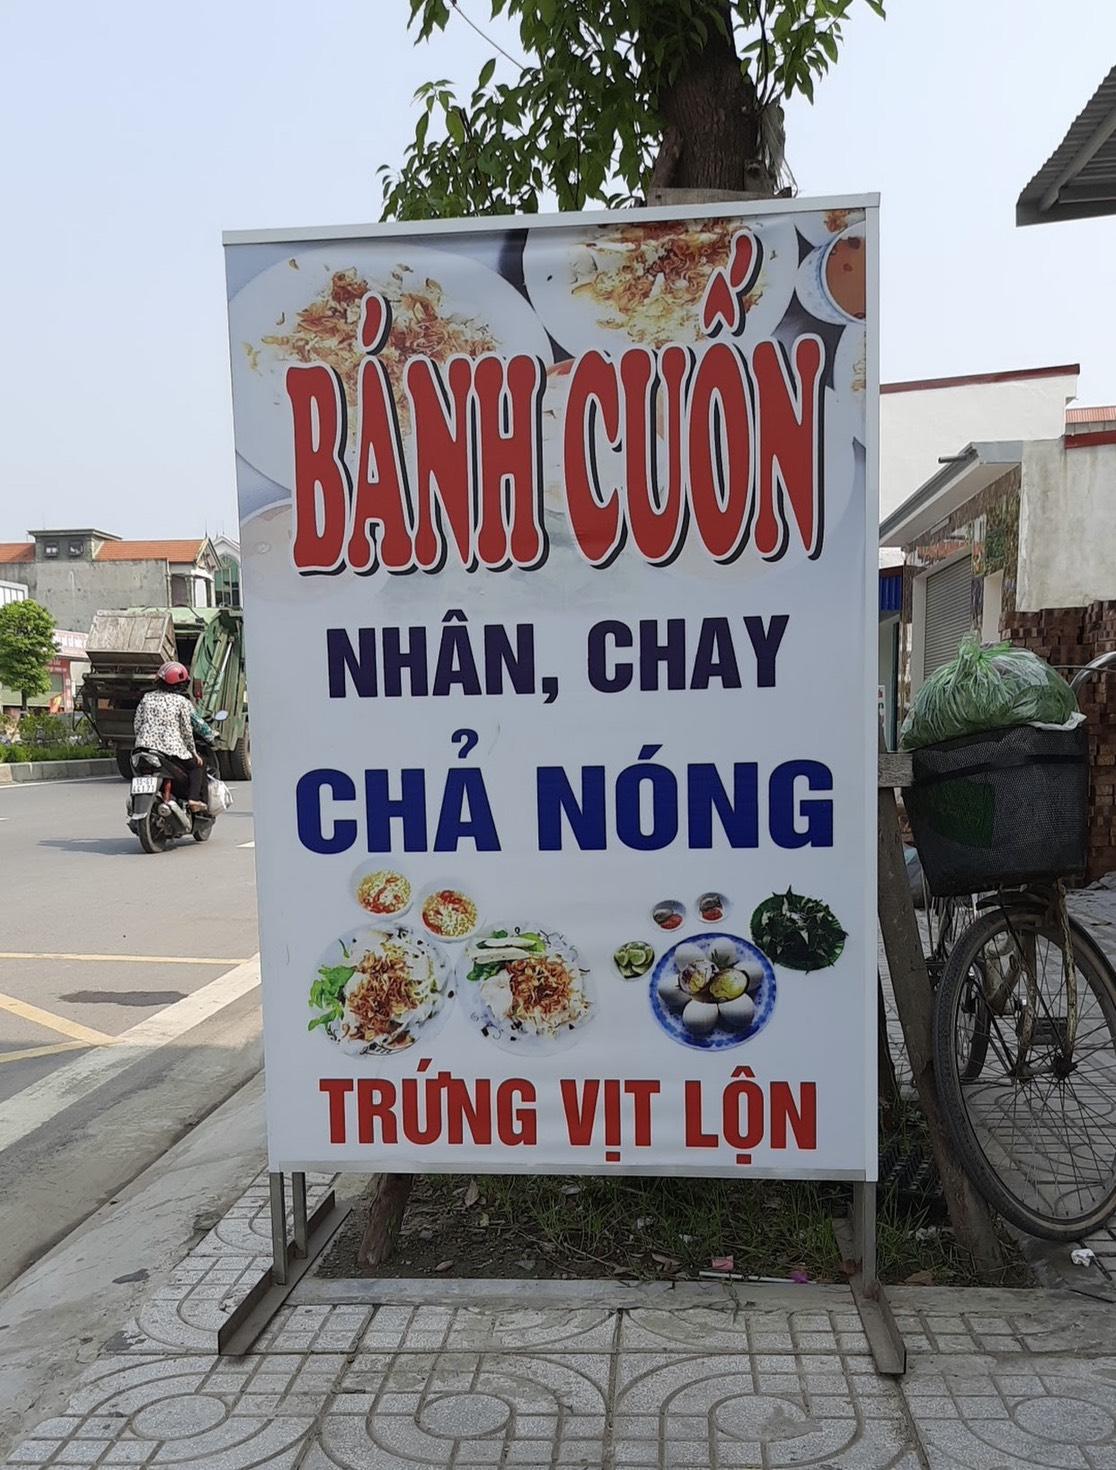 BÁNH CUỐN
NHÂN, CHAY
CHẢ NÓNG
TRỨNG VỊT LỘN